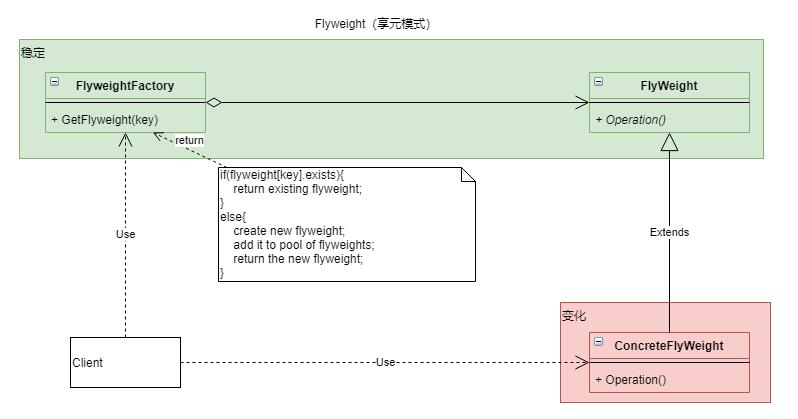 Flyweight（享元模式）
稳定
FlyweightFactory
+ GetFlyweight(key)
FlyWeight
+ Operation()
return
if(flyweight[key].exists){
return existing flyweight;
}
else{
create new flyweight;
add it to pool of flyweights;
return the new flyweight;
}
Use
Extends
变化
ConcreteFlyWeight
+ Operation()
Client
Use